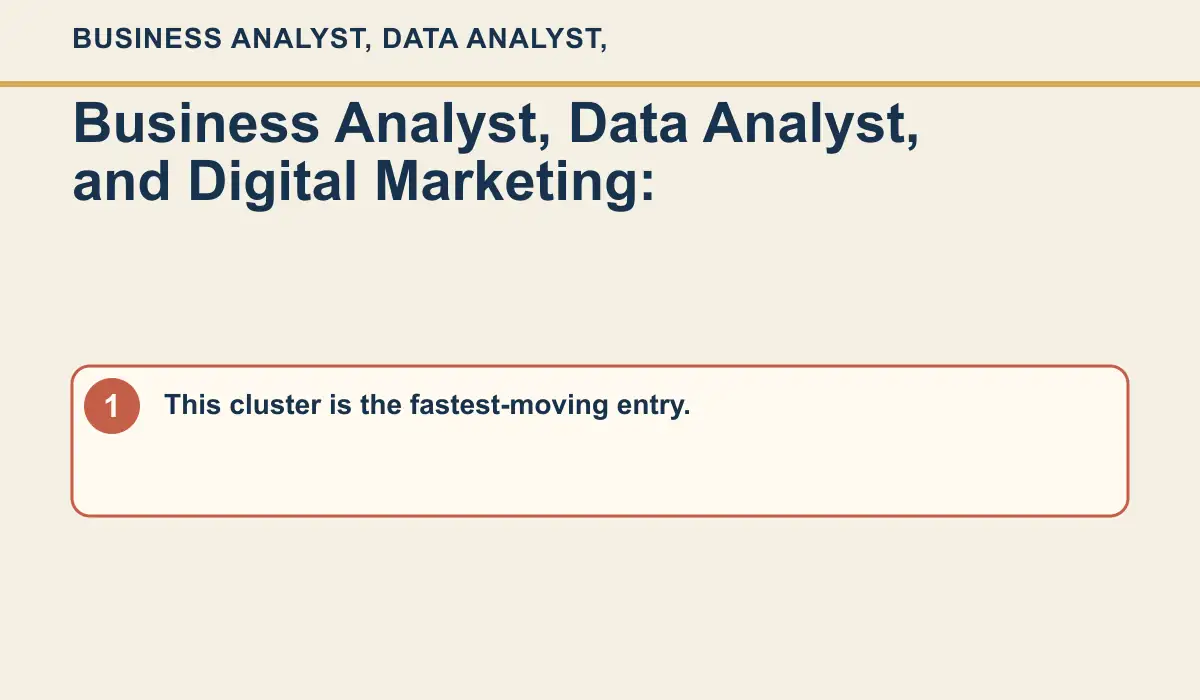 BUSINESS ANALYST, DATA ANALYST,
Business Analyst, Data Analyst,
and Digital Marketing:
1
This cluster is the fastest-moving entry.